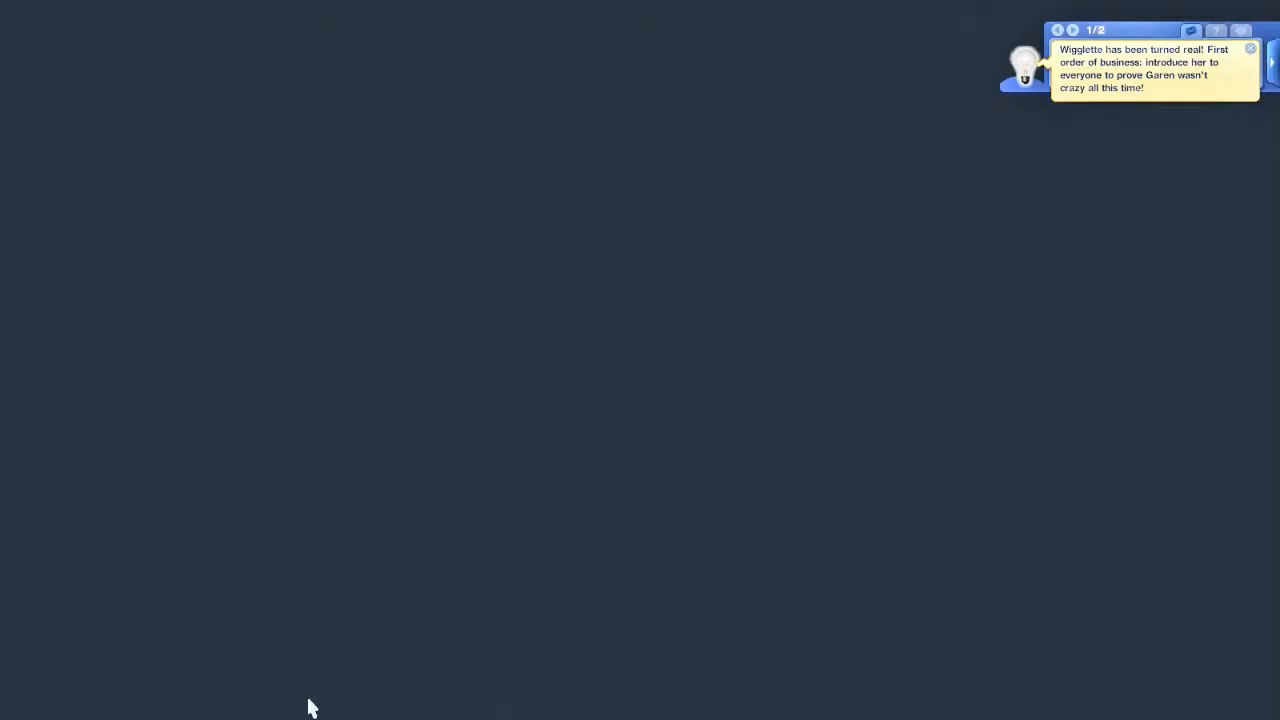 1/2
?
Wigglette has been turned real! First
order of business: introduce her to
everyone to prove Garen wasn't
crazy all this time!